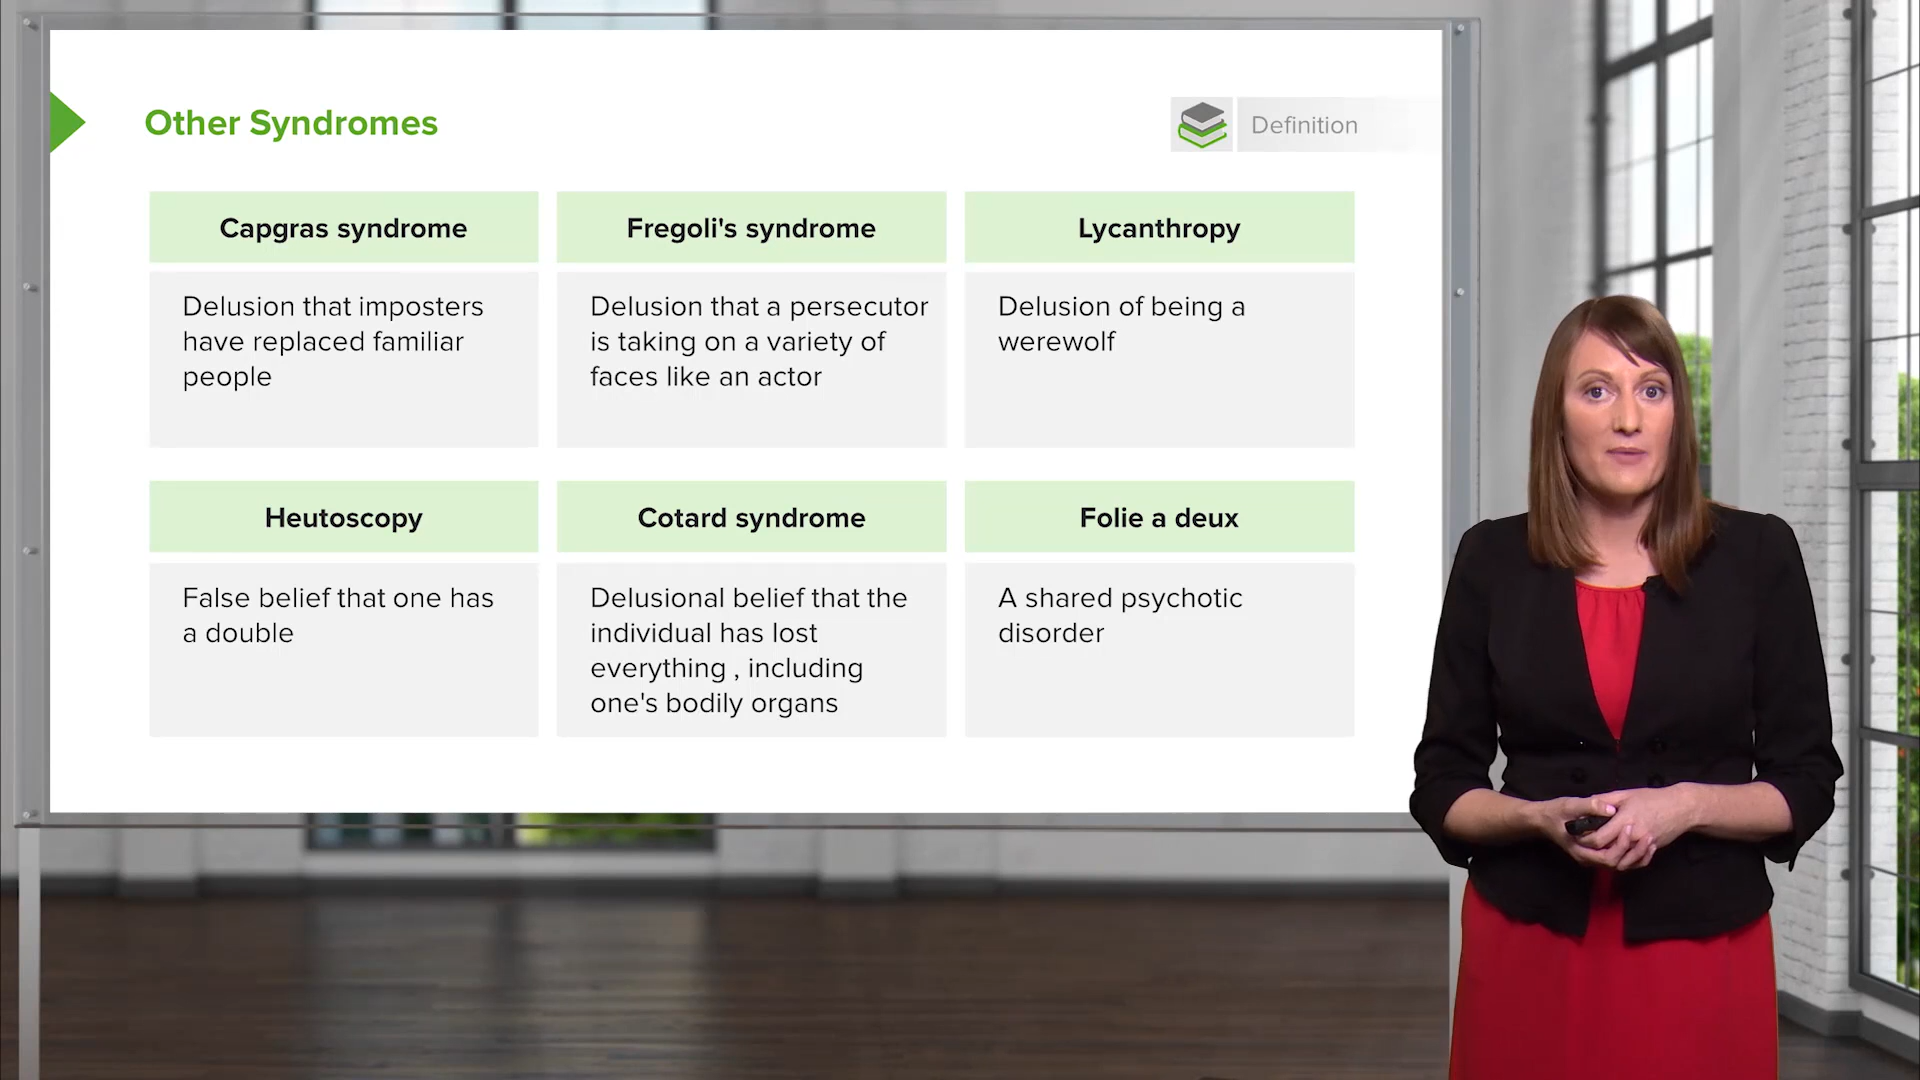 Other Syndromes
Definition
Capgras syndrome
Delusion that imposters
have replaced familiar
people
Fregoli's syndrome
Delusion that a persecutor
is taking on a variety of
faces like an actor
Lycanthropy
Delusion of being a
werewolf
Heutoscopy
False belief that one has
a double
Cotard syndrome
Delusional belief that the
individual has lost
everything , including
one's bodily organs
Folie a deux
A shared psychotic
disorder